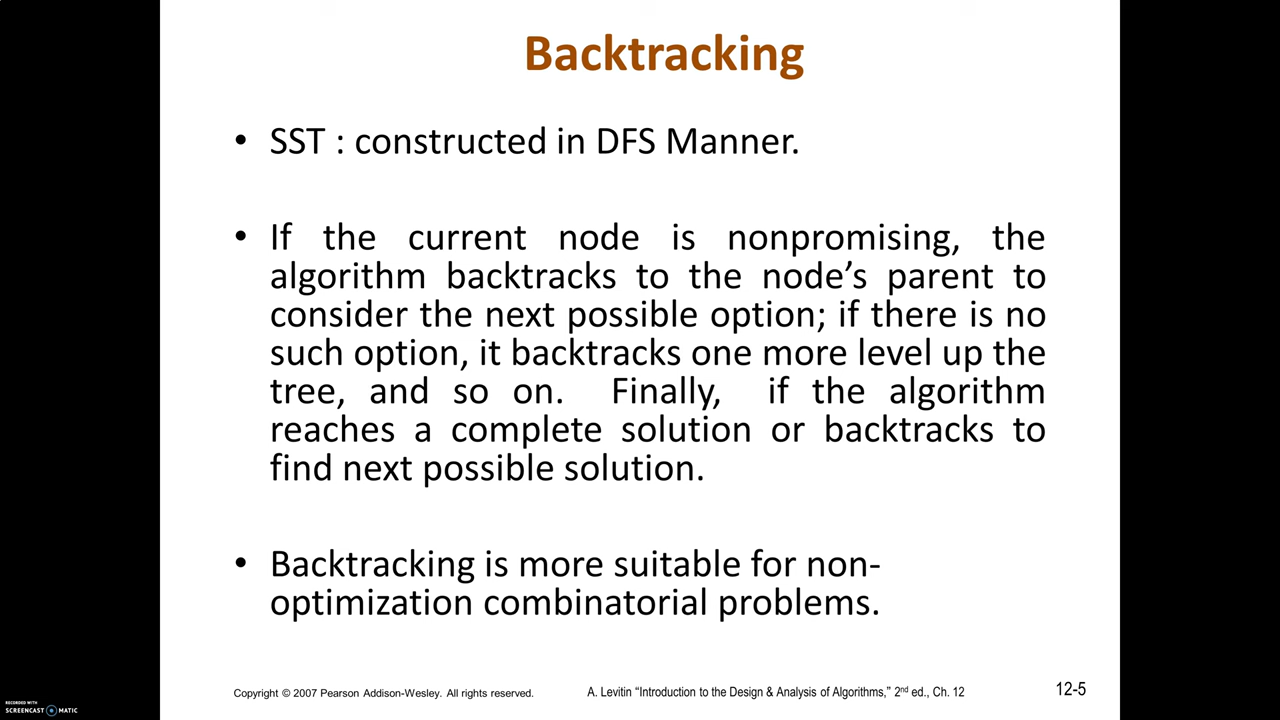 Backtracking
• SST : constructed in DFS Manner.
• If the current node is nonpromising, the
algorithm backtracks to the node’s parent to
consider the next possible option; if there is no
such option, it backtracks one more level up the
tree, and so on. Finally, if the algorithm
reaches a complete solution or backtracks to
find next possible solution.
• Backtracking is more suitable for non-
optimization combinatorial problems.
Copyright © 2007 Pearson Addison-Wesley. All rights reserved.
A. Levitin “Introduction to the Design & Analysis of Algorithms,” 2nd ed., Ch. 12
12-5
RECORDED WITH
SCREENCAST MATIC